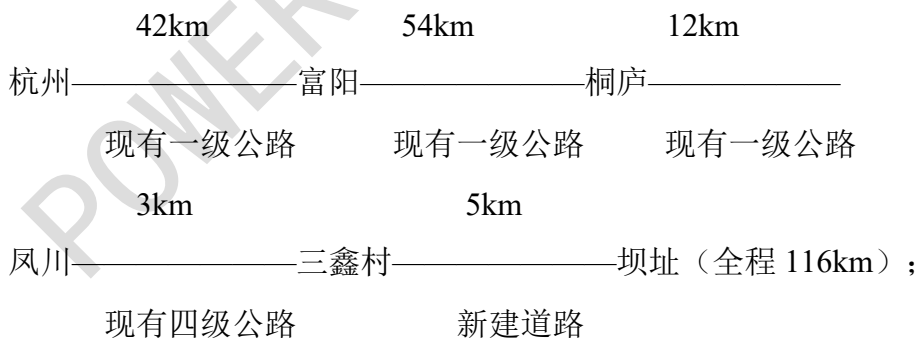 42km 54km 12km
杭州————————富阳————————桐庐———————
现有一级公路 现有一级公路 现有一级公路
3km 5km
凤川————————三鑫村————————坝址（全程 116km）；
现有四级公路 新建道路
POWER